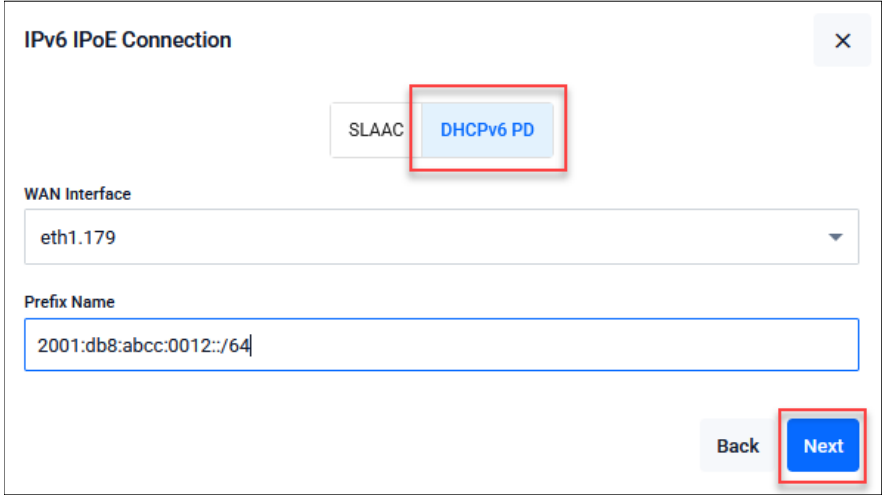 IPv6 IPoE Connection
SLAAC DHCPv6 PD
WAN Interface
eth1.179
Prefix Name
2001:db8:abcc:0012::/64
Back Next